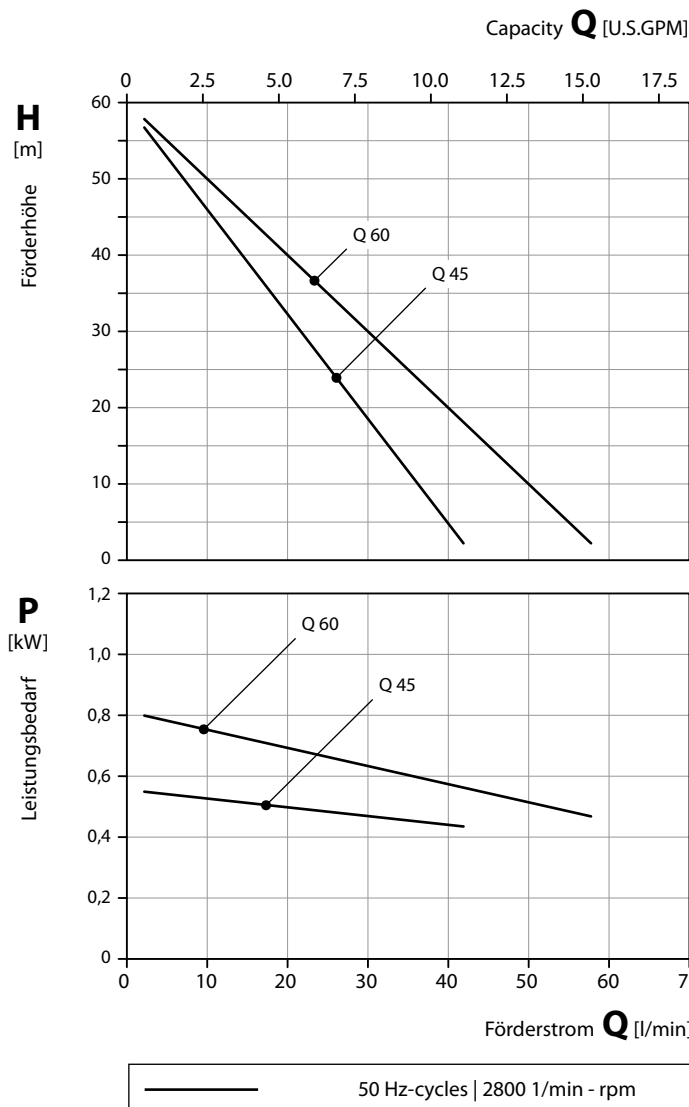 Capacity Q [U.S.GPM]
0 2.5 5.0 7.5 10.0 12.5 15.0 17.5
H
[m]
Förderhöhe
60
50
40
30
20
10
0
Q 60
Q 45
P
[kW]
Leistungsbedarf
1,2
1,0
0,8
0,6
0,4
0,2
0
Q 60
Q 45
0 10 20 30 40 50 60
Förderstrom Q [l/min]
50 Hz-cycles | 2800 1/min - rpm